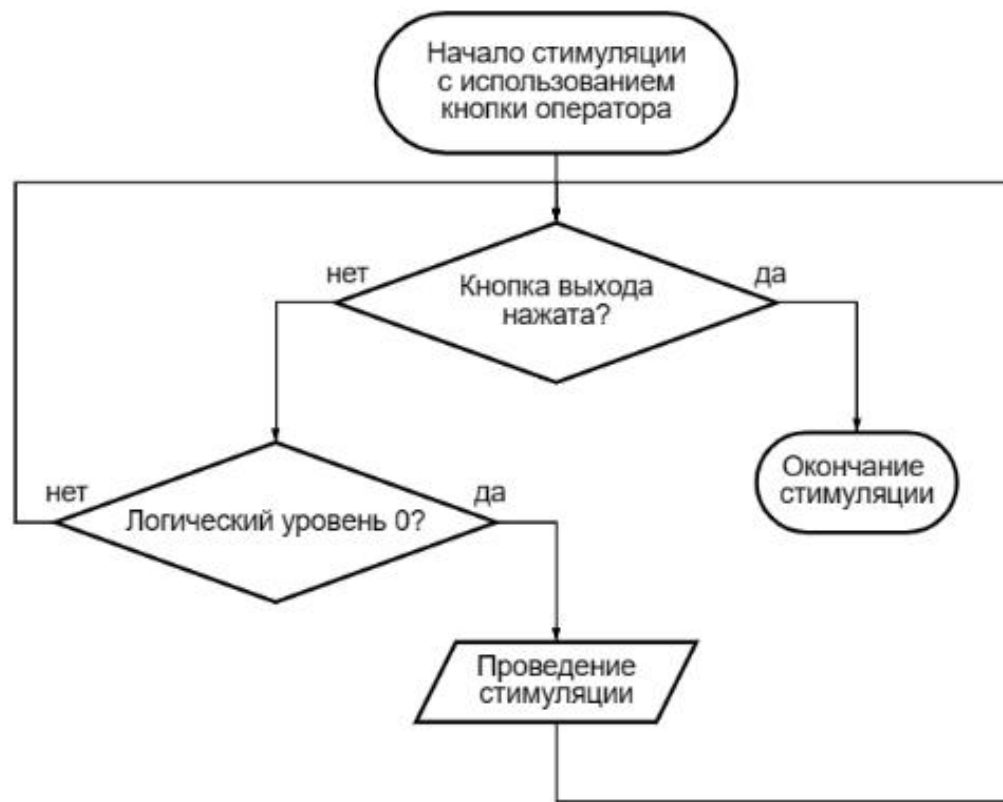 Начало стимуляции
с использованием
кнопки оператора
нет
да
Кнопка выхода
нажата?
нет
да
Логический уровень 0?
Окончание
стимуляции
Проведение
стимуляции